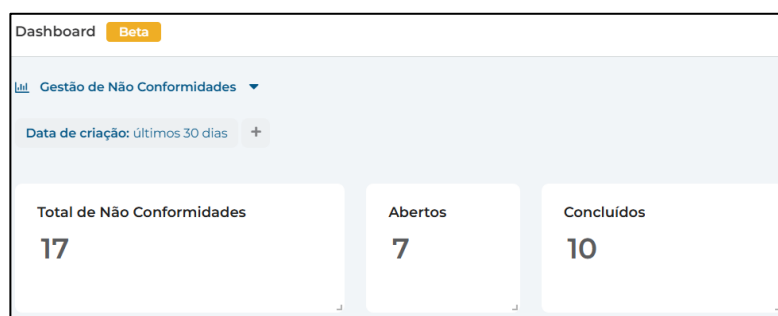 Dashboard Beta
Gestão de Não Conformidades
Data de criação: últimos 30 dias +
Total de Não Conformidades
17
Abertos
7
Concluídos
10